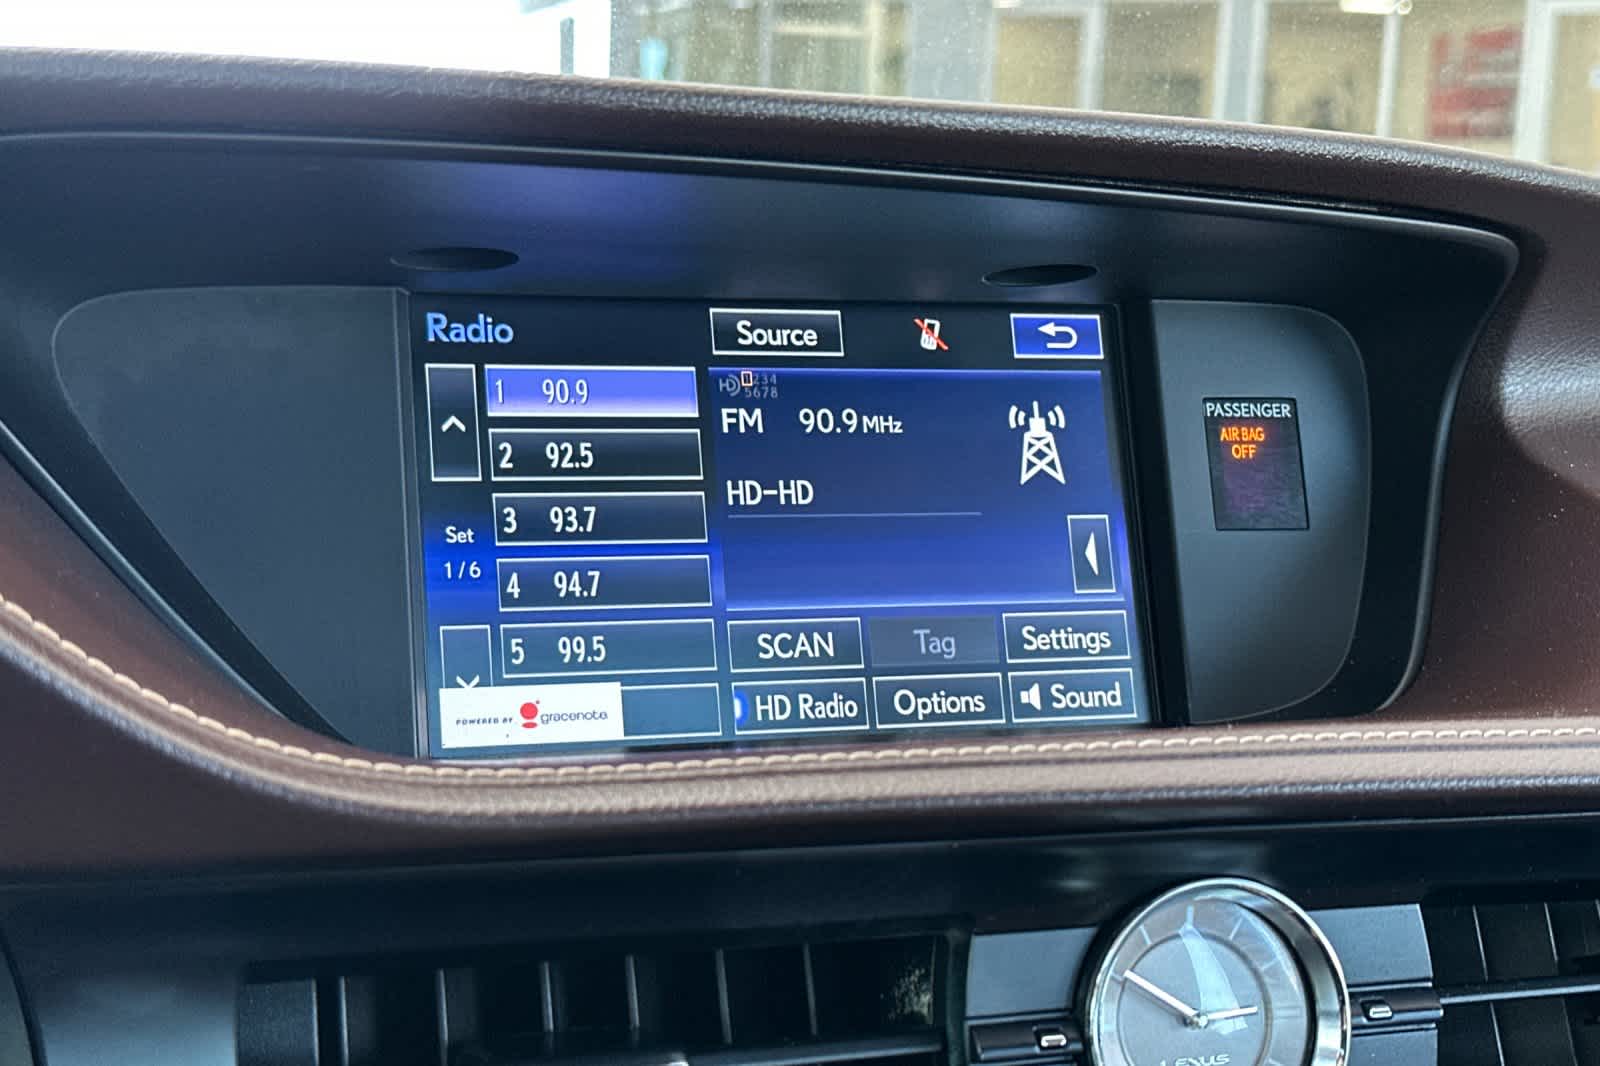 Radio
Source
1 90.9
2 92.5
3 93.7
4 94.7
5 99.5
Set
1/6
HD 1234
5678
FM 90.9 MHz
HD-HD
SCAN
Tag
Settings
HD Radio
Options
Sound
POWERED BY gracenote
PASSENGER
AIR BAG
OFF
LEXUS